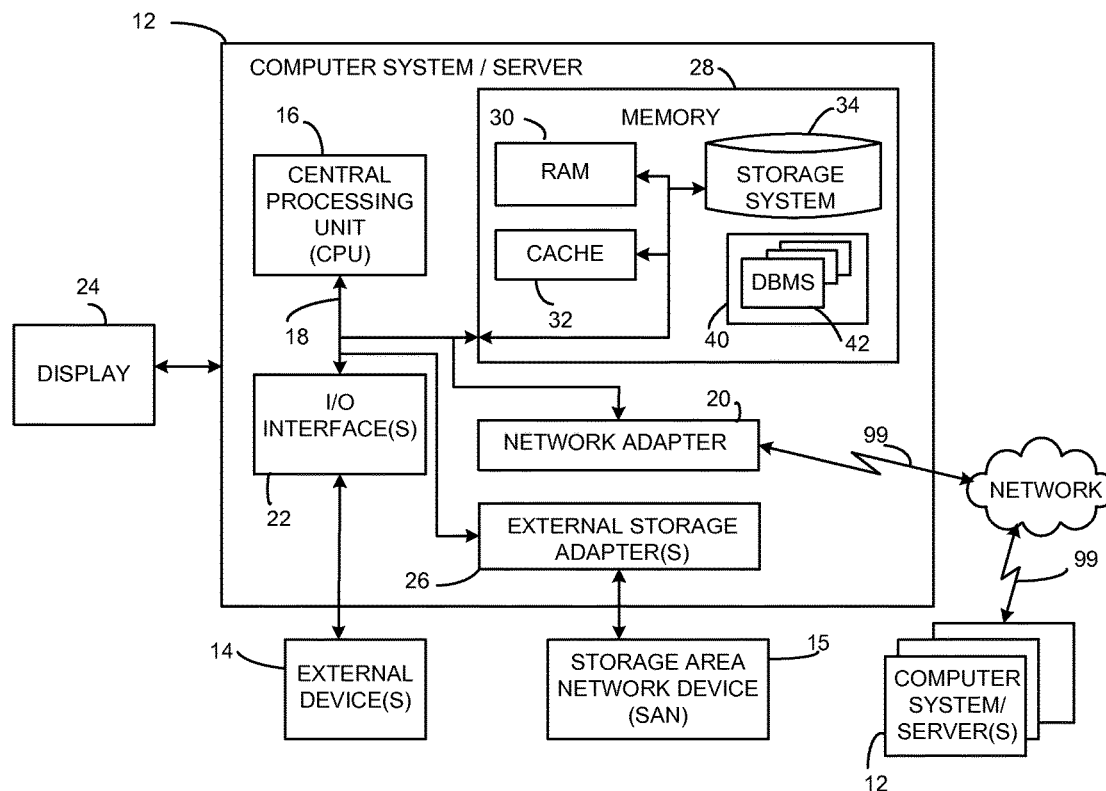 12
COMPUTER SYSTEM / SERVER
28
MEMORY
34
16
30
CENTRAL
PROCESSING
UNIT
(CPU)
RAM
STORAGE
SYSTEM
CACHE
DBMS
24
18
32
40
42
DISPLAY
I/O
INTERFACE(S)
20
NETWORK ADAPTER
99
NETWORK
22
EXTERNAL STORAGE
ADAPTER(S)
26
99
14
EXTERNAL
DEVICE(S)
15
STORAGE AREA
NETWORK DEVICE
(SAN)
COMPUTER
SYSTEM/
SERVER(S)
12